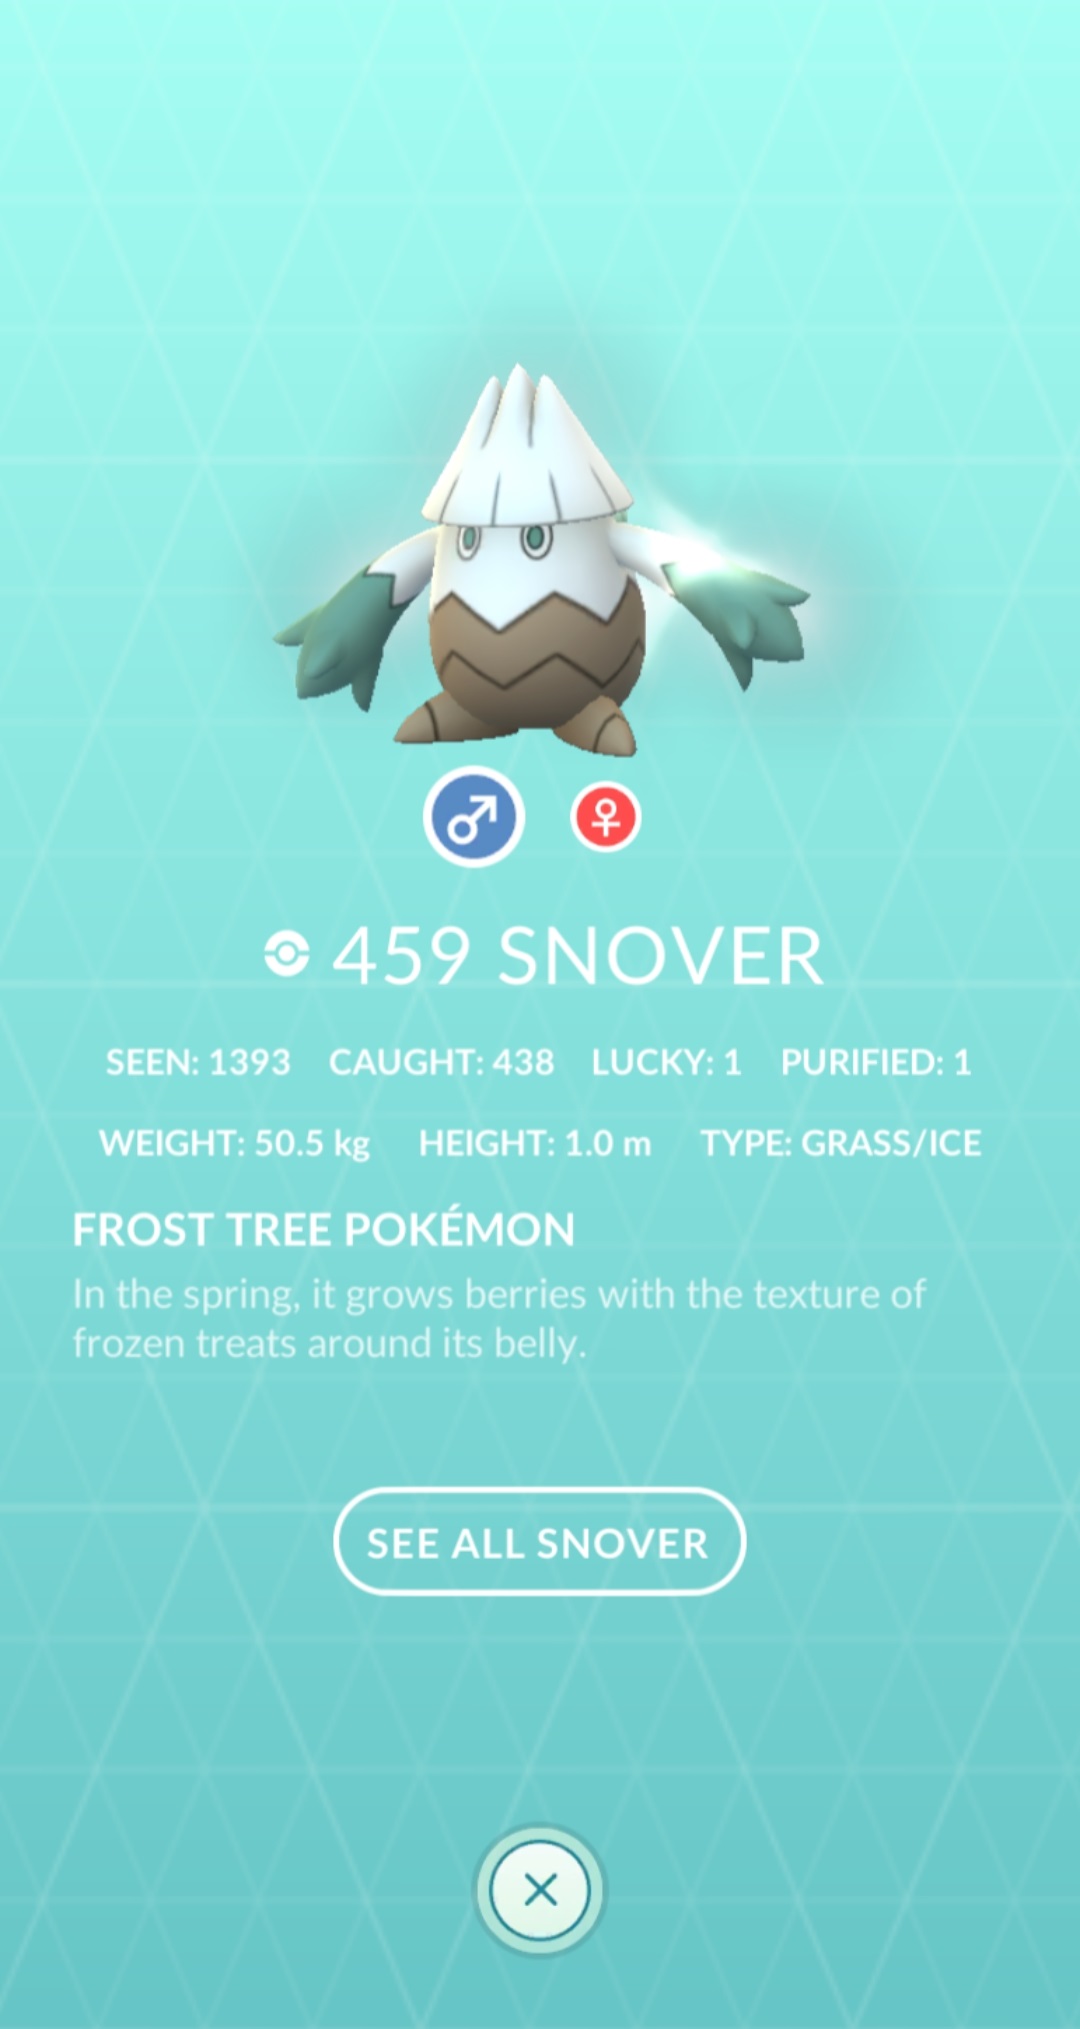 459 SNOVER
SEEN: 1393 CAUGHT: 438 LUCKY: 1 PURIFIED: 1
WEIGHT: 50.5 kg HEIGHT: 1.0 m TYPE: GRASS/ICE
FROST TREE POKÉMON
In the spring, it grows berries with the texture of
frozen treats around its belly.
SEE ALL SNOVER